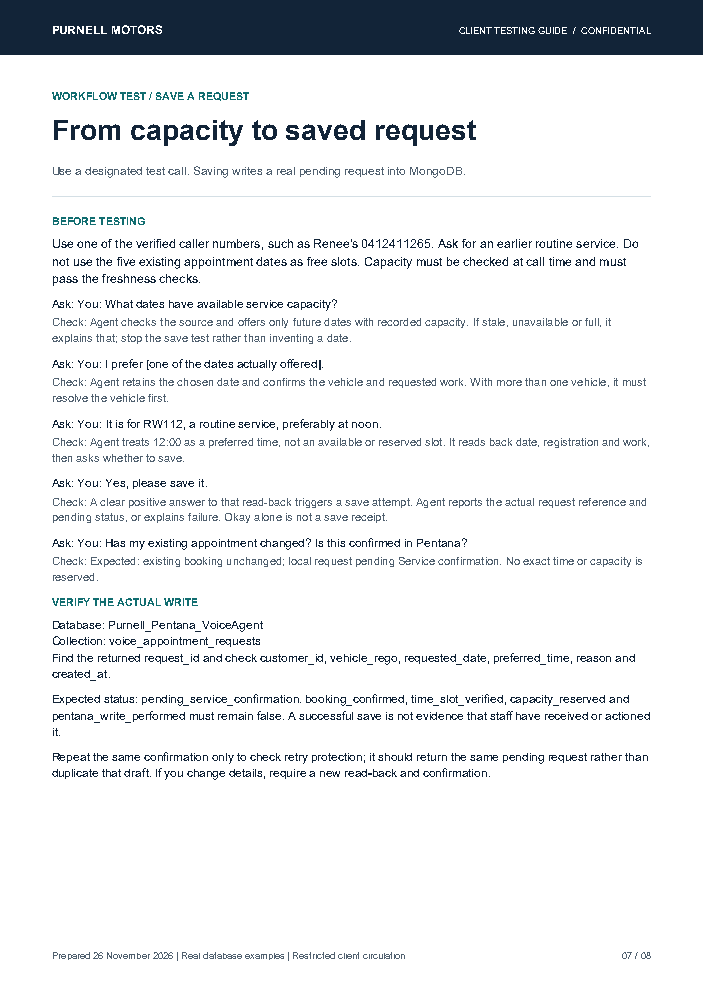 PURNELL MOTORS
CLIENT TESTING GUIDE / CONFIDENTIAL
WORKFLOW TEST / SAVE A REQUEST
From capacity to saved request
Use a designated test call. Saving writes a real pending request into MongoDB.
BEFORE TESTING
Use one of the verified caller numbers, such as Renee's 0412411265. Ask for an earlier routine service. Do
not use the five existing appointment dates as free slots. Capacity must be checked at call time and must
pass the freshness checks.
Ask: You: What dates have available service capacity?
Check: Agent checks the source and offers only future dates with recorded capacity. If stale, unavailable or full, it
explains that; stop the save test rather than inventing a date.
Ask: You: I prefer [one of the dates actually offered].
Check: Agent retains the chosen date and confirms the vehicle and requested work. With more than one vehicle, it must
resolve the vehicle first.
Ask: You: It is for RW112, a routine service, preferably at noon.
Check: Agent treats 12:00 as a preferred time, not an available or reserved slot. It reads back date, registration and work,
then asks whether to save.
Ask: You: Yes, please save it.
Check: A clear positive answer to that read-back triggers a save attempt. Agent reports the actual request reference and
pending status, or explains failure. Okay alone is not a save receipt.
Ask: You: Has my existing appointment changed? Is this confirmed in Pentana?
Check: Expected: existing booking unchanged; local request pending Service confirmation. No exact time or capacity is
reserved.
VERIFY THE ACTUAL WRITE
Database: Purnell_Pentana_VoiceAgent
Collection: voice_appointment_requests
Find the returned request_id and check customer_id, vehicle_rego, requested_date, preferred_time, reason and
created_at.
Expected status: pending_service_confirmation. booking_confirmed, time_slot_verified, capacity_reserved and
pentana_write_performed must remain false. A successful save is not evidence that staff have received or actioned
it.
Repeat the same confirmation only to check retry protection; it should return the same pending request rather than
duplicate that draft. If you change details, require a new read-back and confirmation.
Prepared 26 November 2026 | Real database examples | Restricted client circulation
07 / 08